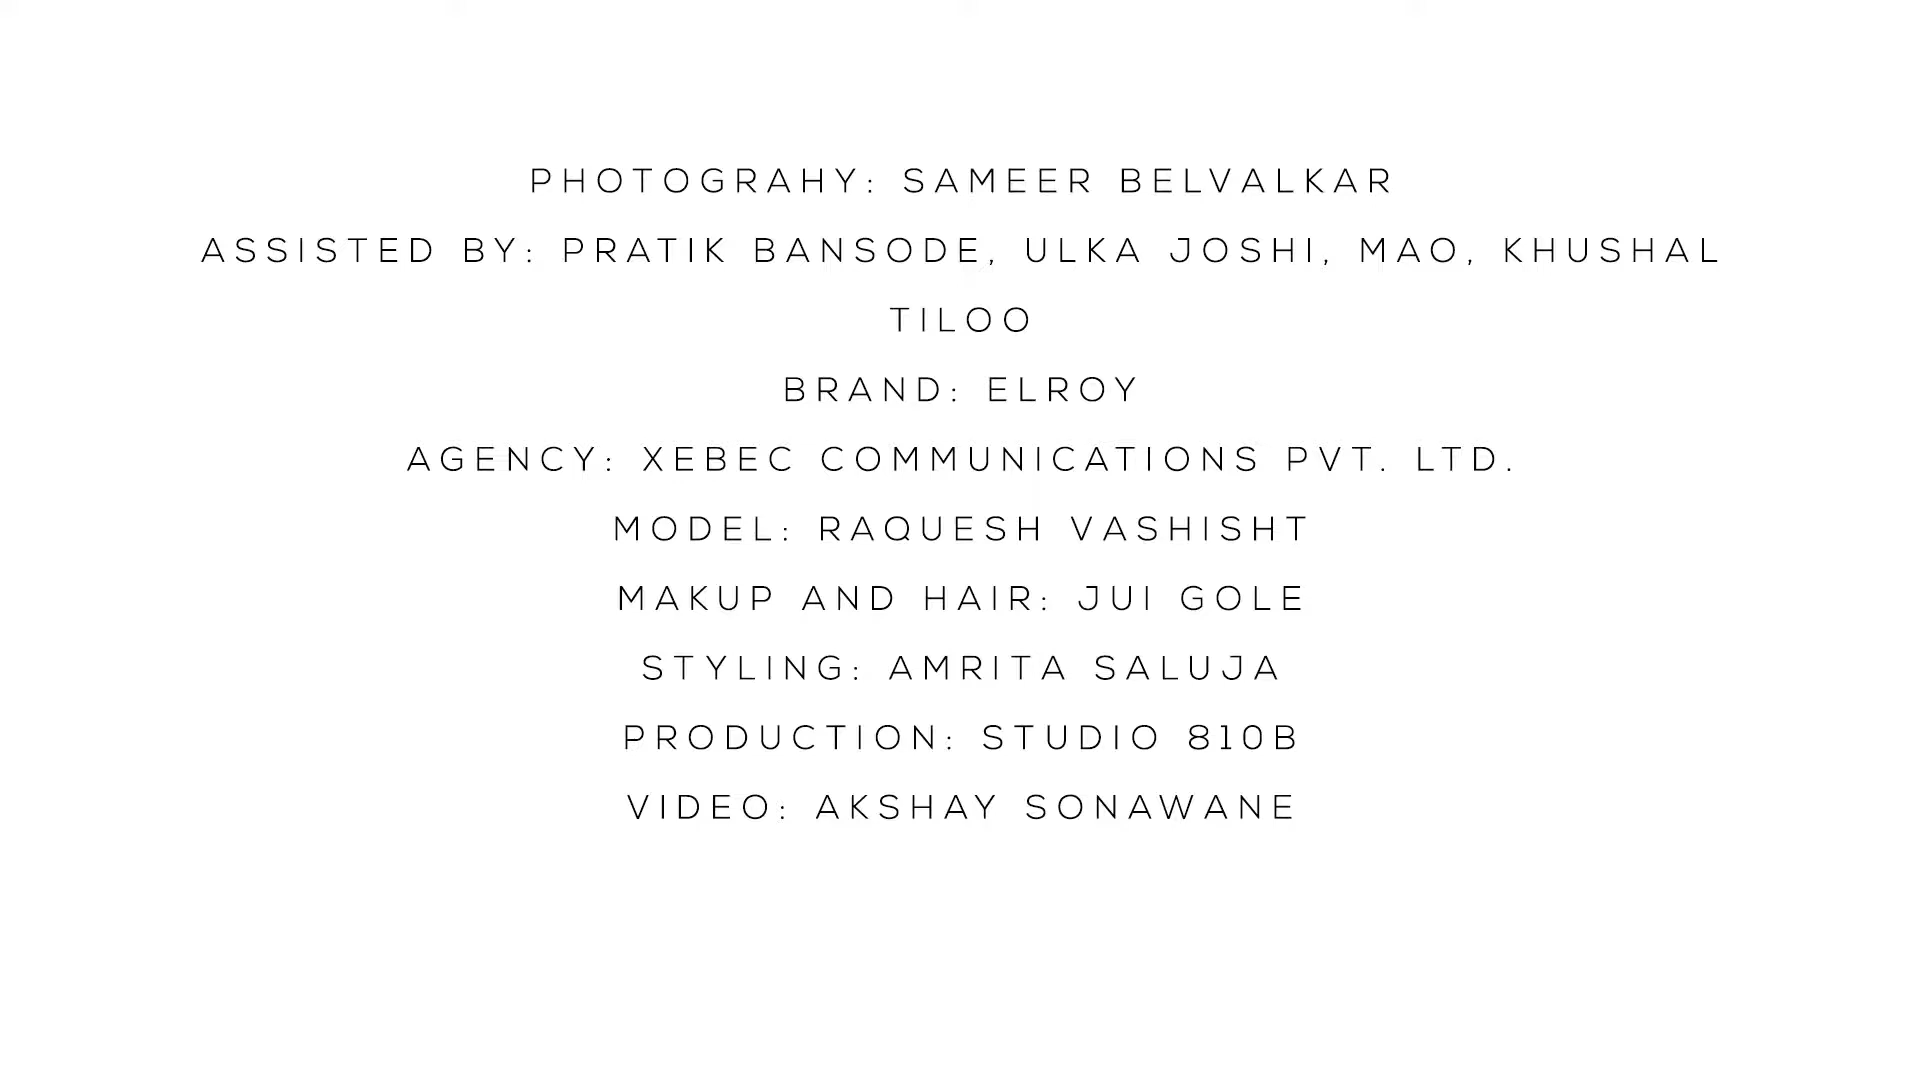 PHOTOGRAHY: SAMEER BELVALKAR
ASSISTED BY: PRATIK BANSODE, ULKA JOSHI, MAO, KHUSHAL
TILOO
BRAND: ELROY
AGENCY: XEBEC COMMUNICATIONS PVT. LTD.
MODEL: RAQUESH VASHISHT
MAKUP AND HAIR: JUI GOLE
STYLING: AMRITA SALUJA
PRODUCTION: STUDIO 810B
VIDEO: AKSHAY SONAWANE